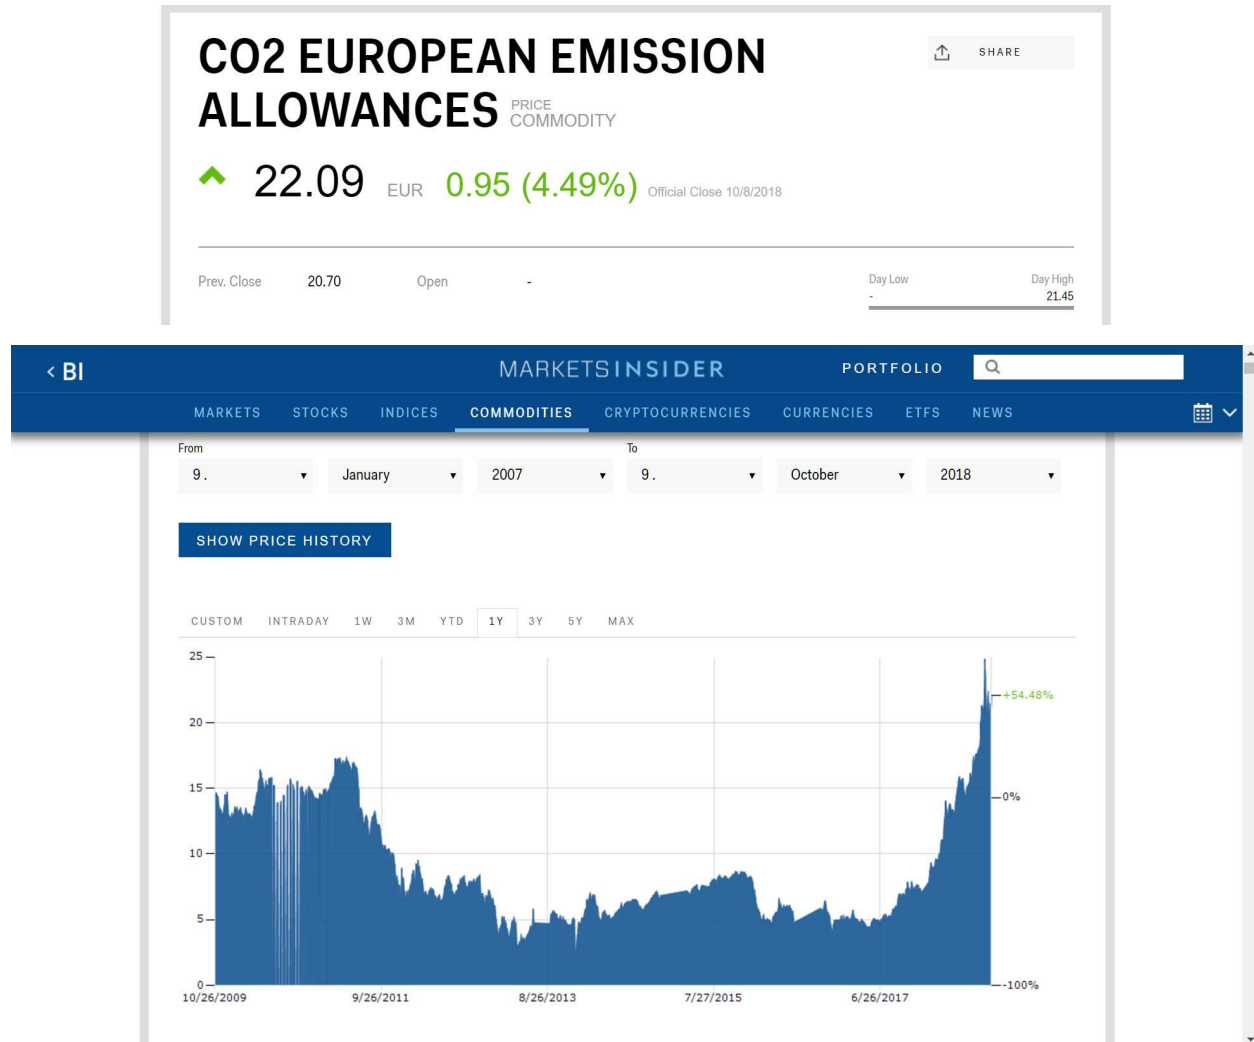 CO2 EUROPEAN EMISSION
ALLOWANCES PRICE COMMODITY
SHARE
22.09 EUR 0.95 (4.49%) Official Close 10/8/2018
Prev. Close 20.70 Open - Day Low Day High
- 21.45
< BI MARKETSINSIDER PORTFOLIO
MARKETS STOCKS INDICES COMMODITIES CRYPTOCURRENCIES CURRENCIES ETFS NEWS
From To
9. January 2007 9. October 2018
SHOW PRICE HISTORY
CUSTOM INTRADAY 1W 3M YTD 1Y 3Y 5Y MAX
25
+54.48%
20
15
0%
10
5
0
-100%
10/26/2009 9/26/2011 8/26/2013 7/27/2015 6/26/2017